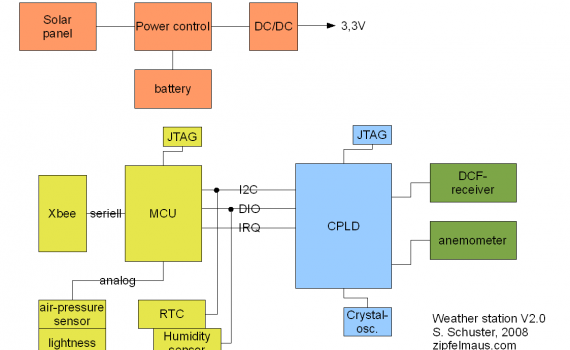 Solar
panel
Power control
DC/DC
3,3V
battery
JTAG
JTAG
Xbee
seriell
MCU
I2C
DIO
IRQ
CPLD
DCF-
receiver
anemometer
analog
air-pressure
sensor
lightness
RTC
Humidity
sensor
Crystal-
osc.
Weather station V2.0
S. Schuster, 2008
zipfelmaus.com